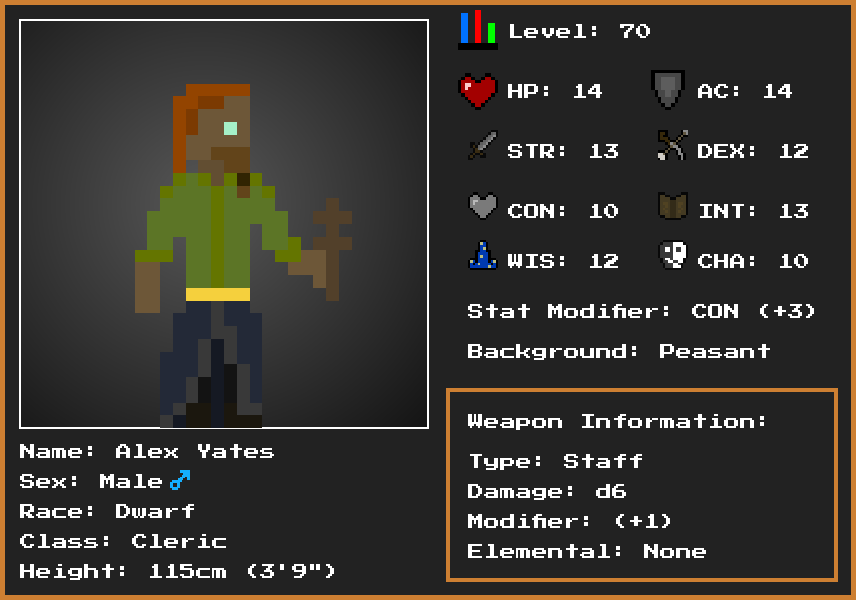 Level: 70
HP: 14 AC: 14
STR: 13 DEX: 12
CON: 10 INT: 13
WIS: 12 CHA: 10
Stat Modifier: CON (+3)
Background: Peasant
Weapon Information:
Type: Staff
Damage: d6
Modifier: (+1)
Elemental: None
Name: Alex Yates
Sex: Male ♂
Race: Dwarf
Class: Cleric
Height: 115cm (3'9")